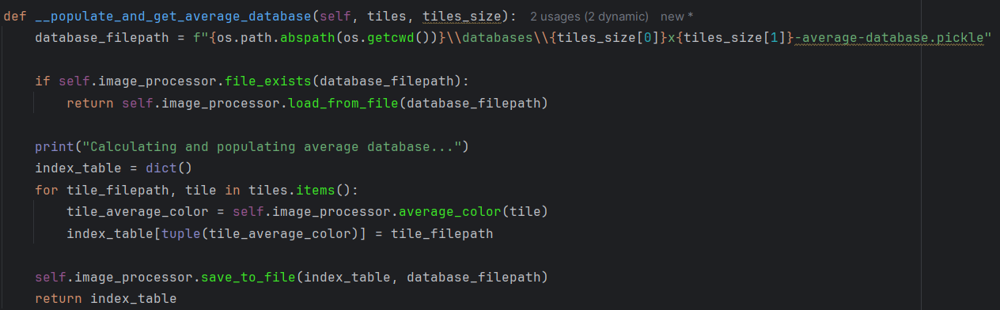 def __populate_and_get_average_database(self, tiles, tiles_size): 2 usages (2 dynamic) new *
    database_filepath = f"{os.path.abspath(os.getcwd())}\\databases\\{tiles_size[0]}x{tiles_size[1]}-average-database.pickle"

    if self.image_processor.file_exists(database_filepath):
        return self.image_processor.load_from_file(database_filepath)

    print("Calculating and populating average database...")
    index_table = dict()
    for tile_filepath, tile in tiles.items():
        tile_average_color = self.image_processor.average_color(tile)
        index_table[tuple(tile_average_color)] = tile_filepath

    self.image_processor.save_to_file(index_table, database_filepath)
    return index_table